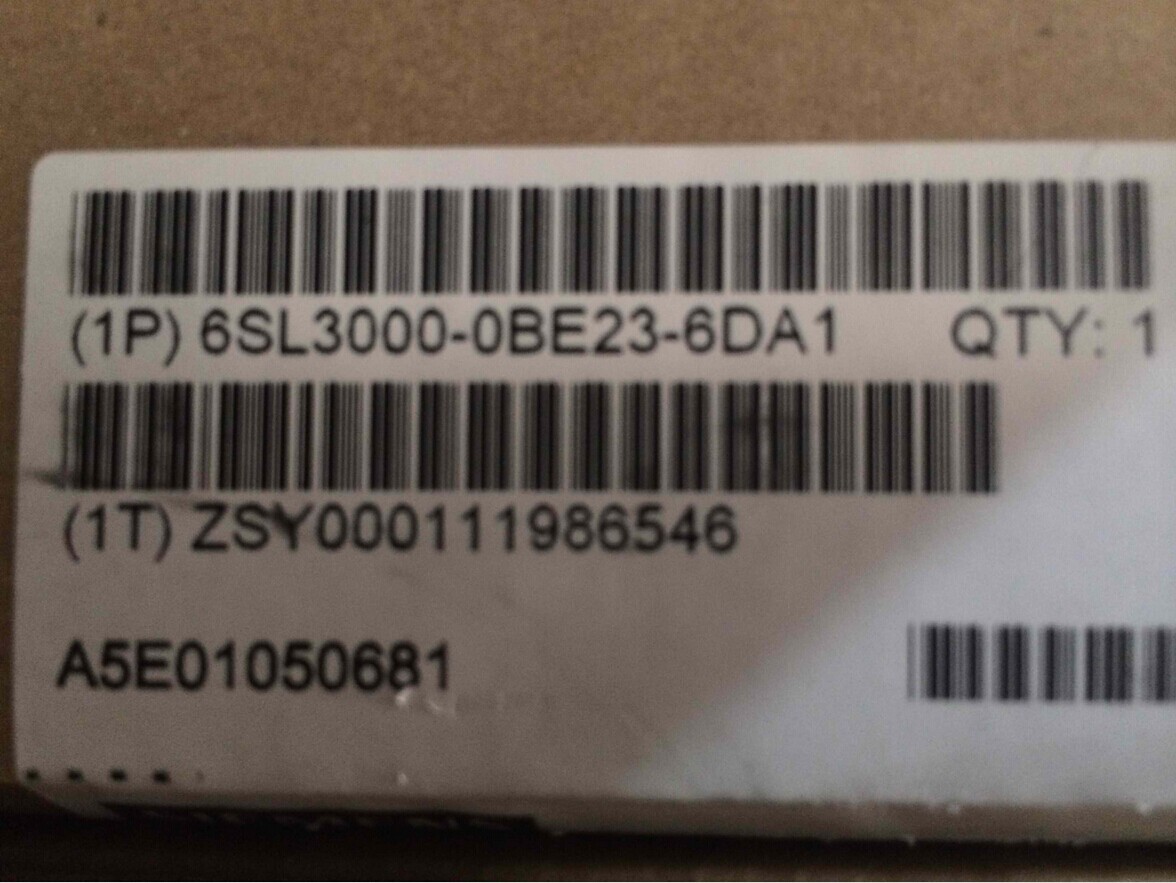 (1P) 6SL3000-0BE23-6DA1 QTY: 1
(1T) ZSY000111986546
A5E01050681